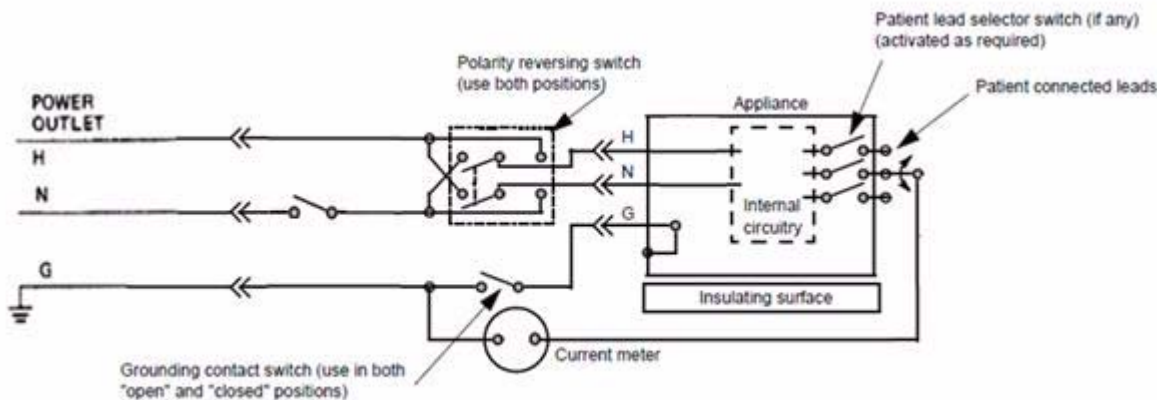 Patient lead selector switch (if any)
(activated as required)
Polarity reversing switch
(use both positions)
Patient connected leads
POWER
OUTLET
Appliance
H
H
N
N
G
Internal
circuitry
G
Insulating surface
Current meter
Grounding contact switch (use in both
"open" and "closed" positions)